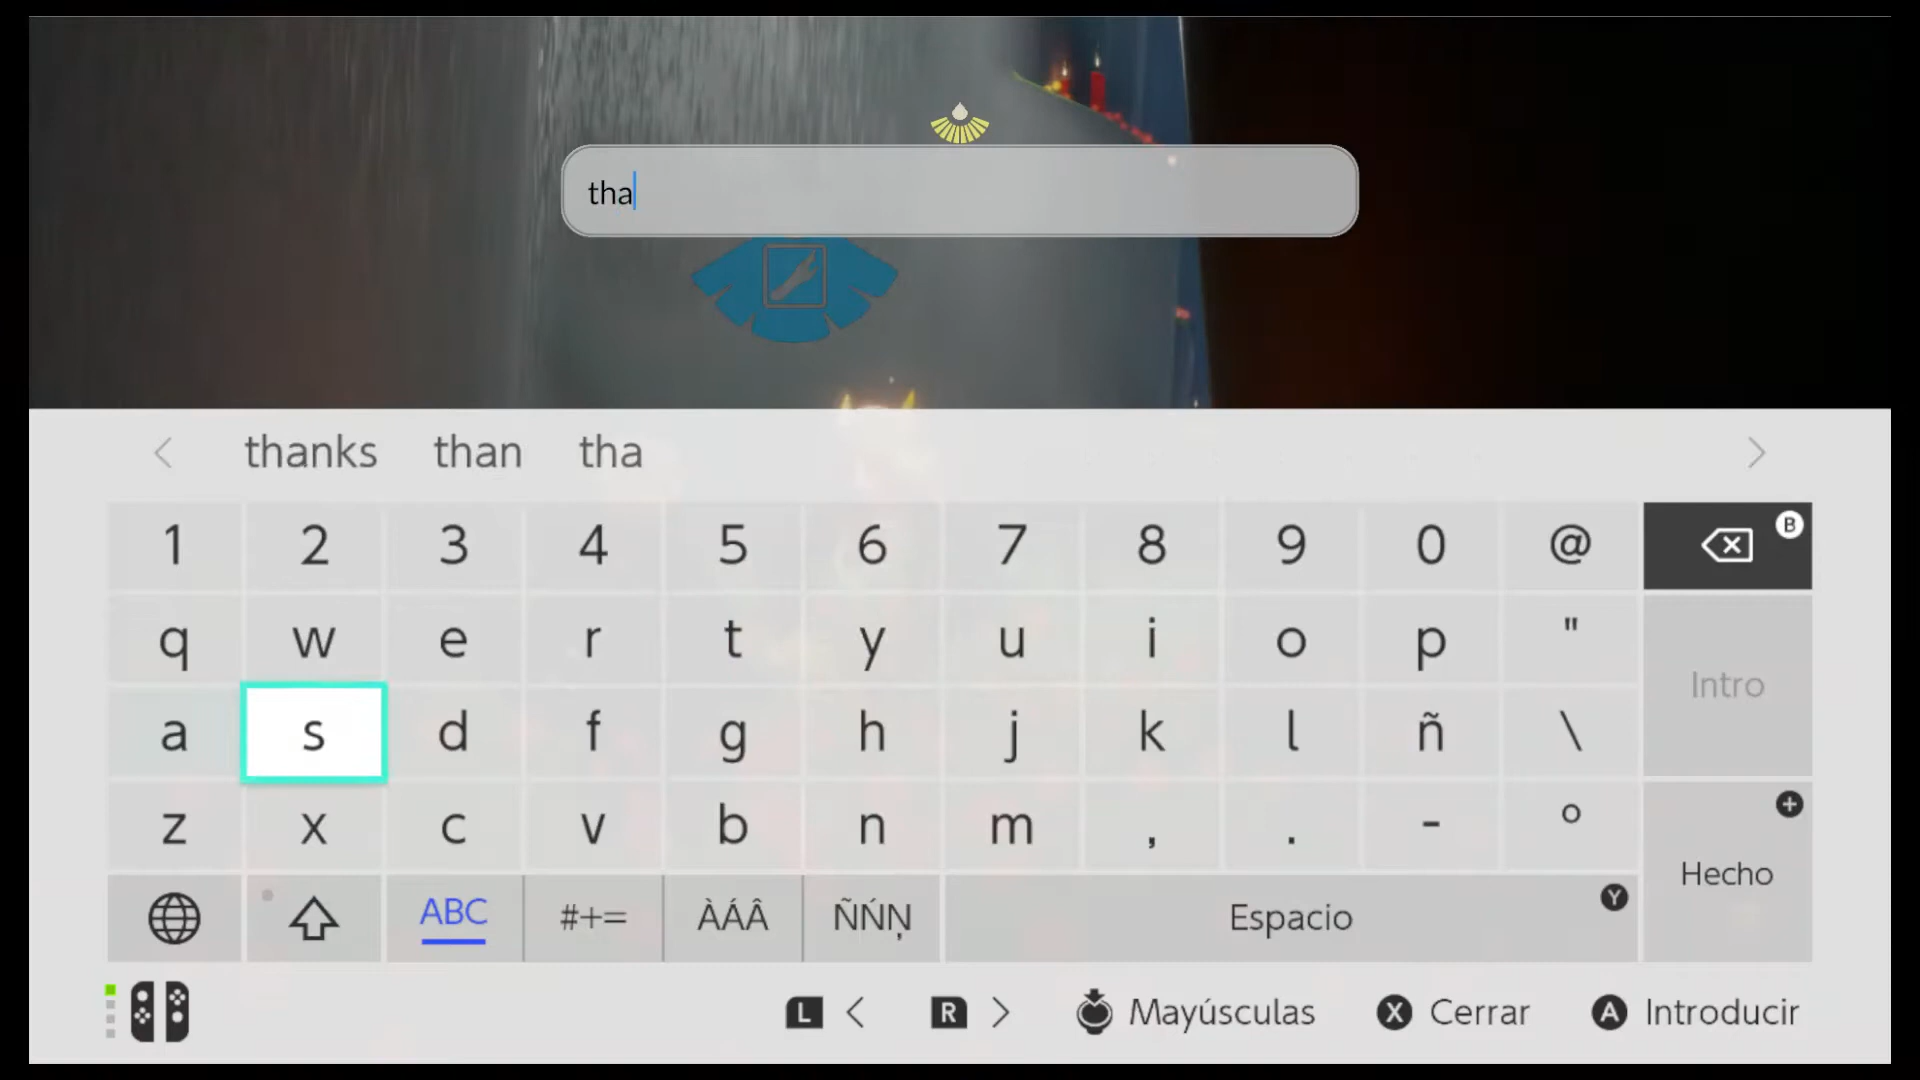 tha
thanks than tha
1 2 3 4 5 6 7 8 9 0 @ B
q w e r t y u i o p "
Intro
a s d f g h j k l ñ \
z x c v b n m , . - º +
Hecho
ABC #+= ÀÁÂ ÑŃŅ Espacio Y
L < R > Mayúsculas X Cerrar A Introducir